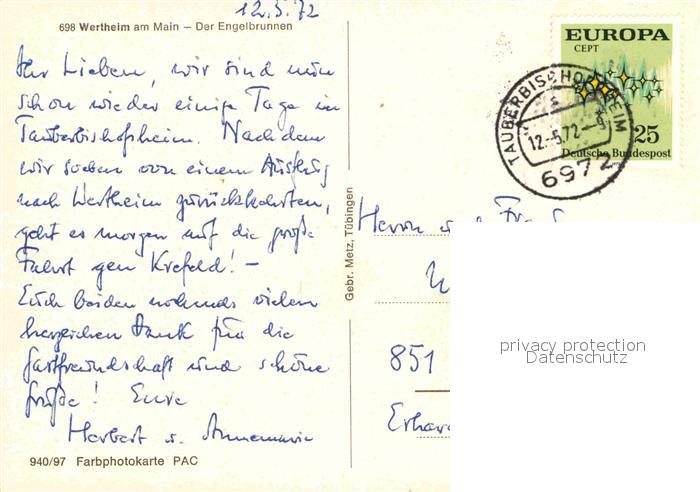 12.5.72
698 Wertheim am Main – Der Engelbrunnen
Ihr Lieben, wir sind nun
schon wieder einige Tage in
Tauberbishofsheim. Nachdem
wir soeben von einem Ausflug
nach Wertheim zurückkehrten,
geht es morgen auf die große
Fahrt gen Krefeld! –
Euch beiden nochmals vielen
herzlichen Dank für die
Gastfreundschaft und schöne
Grüße! Eure
Herbert u. Annemarie
940/97 Farbphotokarte PAC
Gebr. Metz, Tübingen
EUROPA
CEPT
25
Deutsche Bundespost
TAUBERBISCHOFSHEIM
12.-5.72-
6972
Herrn u. Fr
851
Erhar
privacy protection
Datenschutz